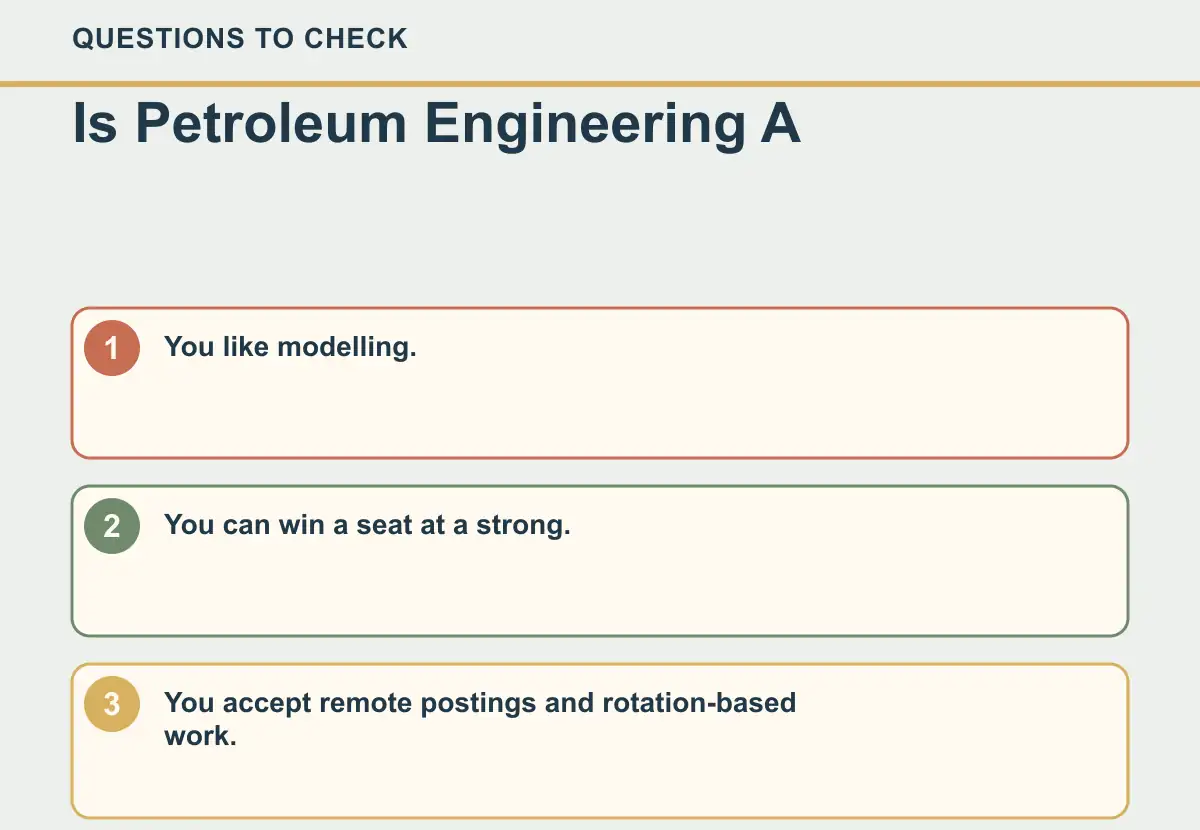 QUESTIONS TO CHECK
Is Petroleum Engineering A
1
You like modelling.
2
You can win a seat at a strong.
3
You accept remote postings and rotation-based
work.